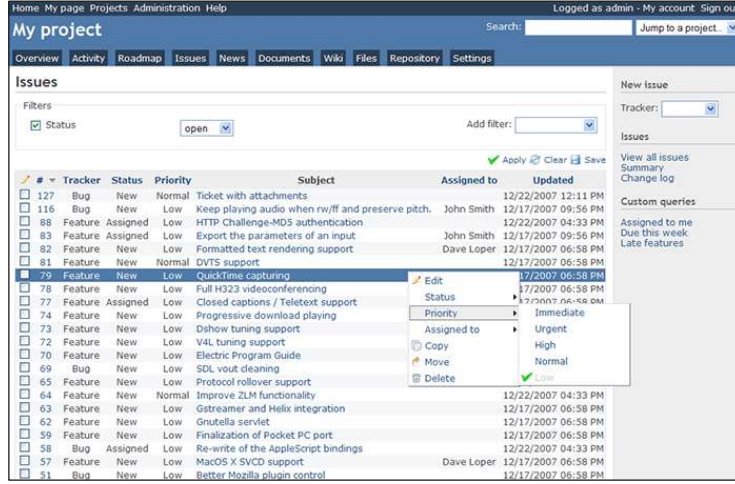 Home My page Projects Administration Help Logged as admin - My account Sign ou
My project Search: Jump to a project...
Overview Activity Roadmap Issues News Documents Wiki Files Repository Settings
Issues
Filters
Status open Add filter:
Apply Clear Save
# Tracker Status Priority Subject Assigned to Updated
127 Bug New Normal Ticket with attachments 12/22/2007 12:11 PM
116 Bug New Low Keep playing audio when rw/ff and preserve pitch. John Smith 12/17/2007 09:56 PM
88 Feature Assigned Low HTTP Challenge-MD5 authentication 12/22/2007 04:33 PM
83 Feature Assigned Low Export the parameters of an input John Smith 12/17/2007 09:56 PM
82 Feature New Low Formatted text rendering support Dave Loper 12/17/2007 06:58 PM
81 Feature New Normal DVTS support 12/17/2007 06:58 PM
79 Feature New Low QuickTime capturing 17/2007 06:58 PM
78 Feature New Low Full H323 videoconferencing 17/2007 06:58 PM
77 Feature Assigned Low Closed captions / Teletext support 17/2007 06:58 PM
74 Feature New Low Progressive download playing
73 Feature New Low Dshow tuning support
72 Feature New Low V4L tuning support
70 Feature New Low Electric Program Guide
69 Bug New Low SDL vout cleaning
65 Feature New Low Protocol rollover support
64 Feature New Normal Improve ZLM functionality 12/22/2007 04:33 PM
63 Feature New Low Gstreamer and Helix integration 12/17/2007 06:58 PM
62 Feature New Low Gnutella servlet 12/17/2007 06:58 PM
59 Feature New Low Finalization of Pocket PC port 12/17/2007 06:58 PM
58 Bug Assigned Low Re-write of the AppleScript bindings 12/22/2007 04:33 PM
57 Feature New Low MacOS X SVCD support Dave Loper 12/17/2007 06:58 PM
51 Bug New Low Better Mozilla plugin control 12/17/2007 06:58 PM
Edit
Status
Priority
Assigned to
Copy
Move
Delete
Immediate
Urgent
High
Normal
Low
New issue
Tracker:
Issues
View all issues
Summary
Change log
Custom queries
Assigned to me
Due this week
Late features